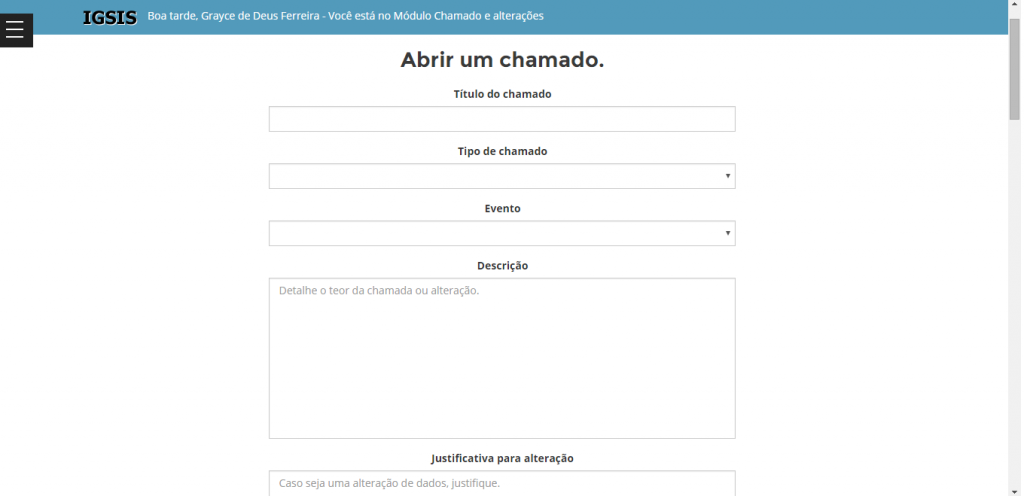 IGSIS Boa tarde, Grayce de Deus Ferreira - Você está no Módulo Chamado e alterações
Abrir um chamado.
Título do chamado
Tipo de chamado
Evento
Descrição
Detalhe o teor da chamada ou alteração.
Justificativa para alteração
Caso seja uma alteração de dados, justifique.